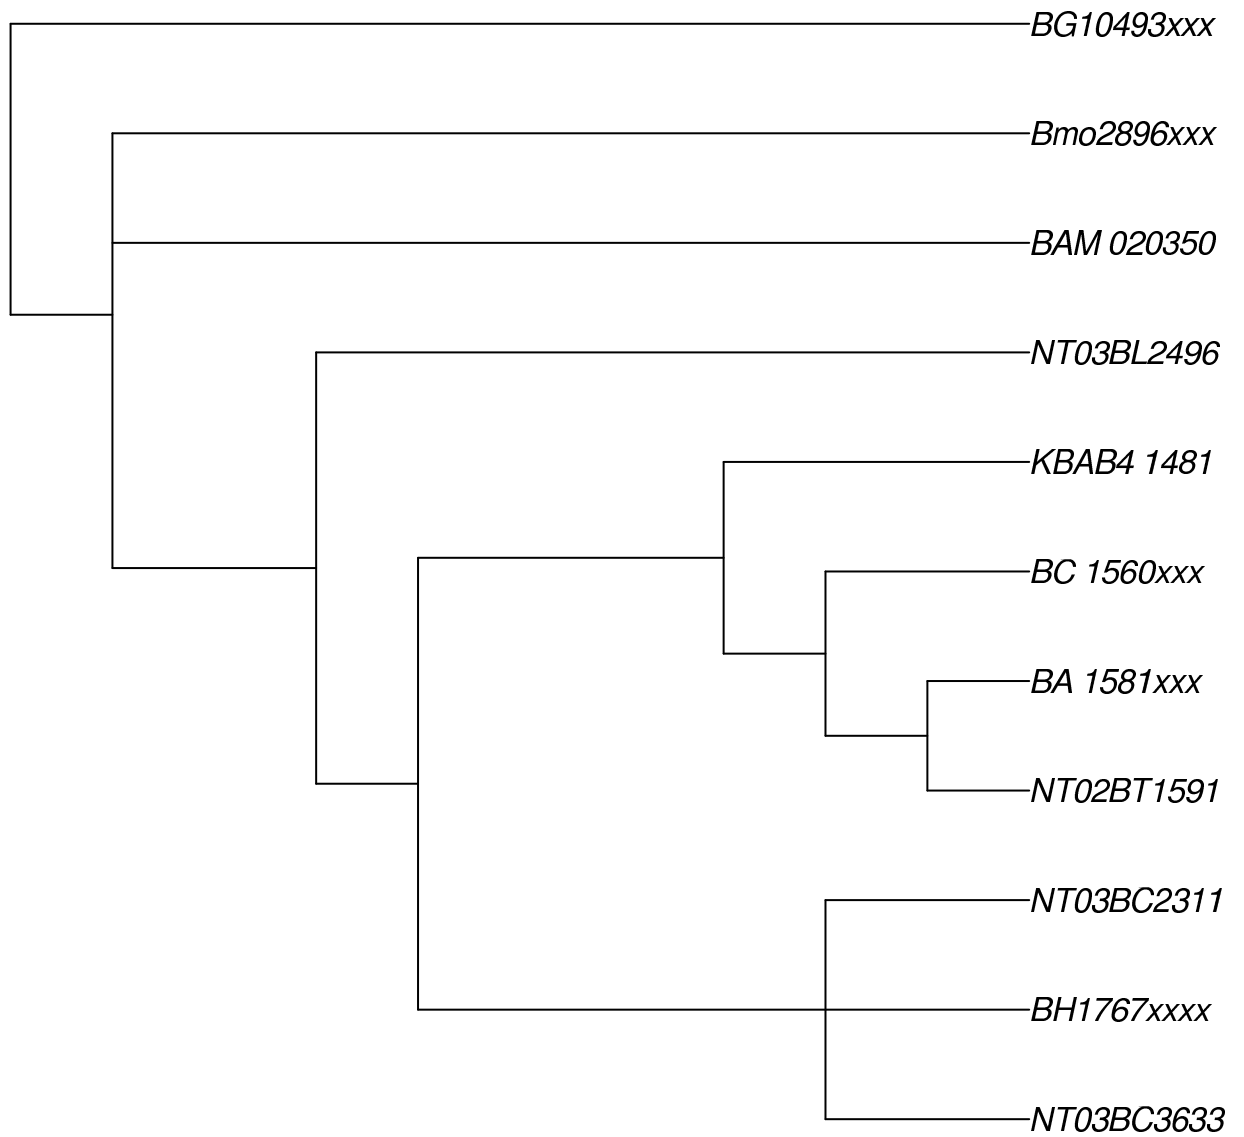 BG10493xxx
Bmo2896xxx
BAM 020350
NT03BL2496
KBAB4 1481
BC 1560xxx
BA 1581xxx
NT02BT1591
NT03BC2311
BH1767xxxx
NT03BC3633